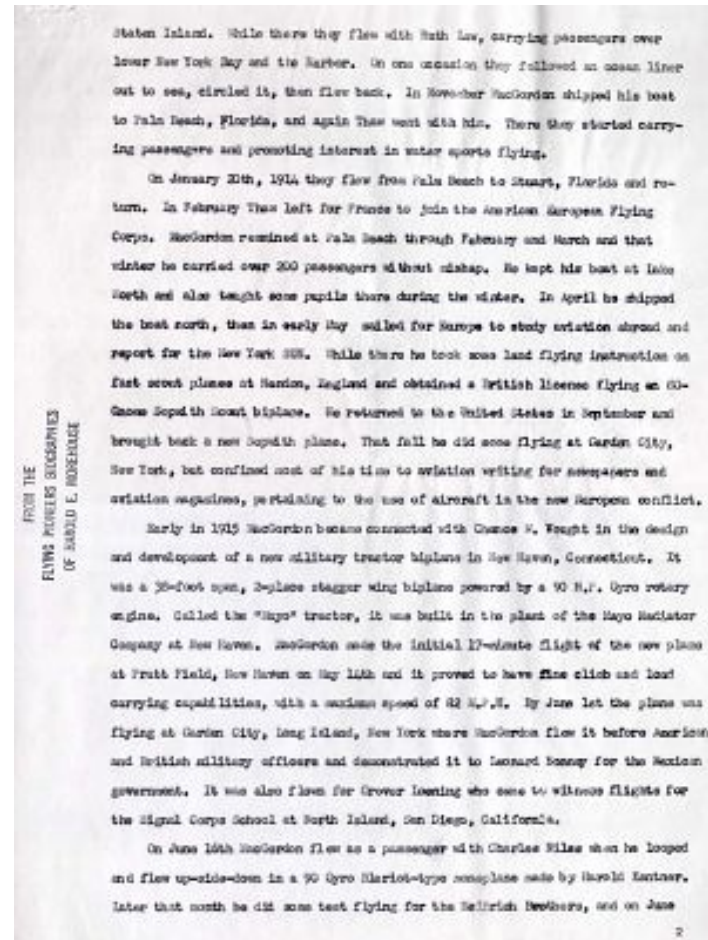 Staten Island. While there they flew with Ruth Law, carrying passengers over
lower New York Bay and the Harbor. On one occasion they followed an ocean liner
out to sea, circled it, then flew back. In November MacGordon shipped his boat
to Palm Beach, Florida, and again Thaw went with him. There they started carry-
ing passengers and promoting interest in water sports flying.
On January 20th, 1914 they flew from Palm Beach to Stuart, Florida and re-
turn. In February Thaw left for France to join the American European Flying
Corps. MacGordon remained at Palm Beach through February and March and that
winter he carried over 200 passengers without mishap. He kept his boat at Lake
Worth and also taught some pupils there during the winter. In April he shipped
the boat north, then in early May sailed for Europe to study aviation abroad and
report for the New York SUN. While there he took some land flying instruction on
fast scout planes at Hendon, England and obtained a British license flying an 80-
Gnome Sopwith Scout biplane. He returned to the United States in September and
brought back a new Sopwith plane. That fall he did some flying at Garden City,
New York, but confined most of his time to aviation writing for newspapers and
aviation magazines, pertaining to the use of aircraft in the new European conflict.
Early in 1915 MacGordon became connected with Chance M. Vought in the design
and development of a new military tractor biplane in New Haven, Connecticut. It
was a 38-foot span, 2-place stagger wing biplane powered by a 90 H.P. Gyro rotary
engine. Called the "Mayo" tractor, it was built in the plant of the Mayo Radiator
Company at New Haven. MacGordon made the initial 17-minute flight of the new plane
at Pratt Field, New Haven on May 14th and it proved to have fine climb and load
carrying capabilities, with a maximum speed of 82 M.P.H. By June 1st the plane was
flying at Garden City, Long Island, New York where MacGordon flew it before American
and British military officers and demonstrated it to Leonard Bonney for the Mexican
government. It was also flown for Grover Loening who came to witness flights for
the Signal Corps School at North Island, San Diego, California.
On June 16th MacGordon flew as a passenger with Charles Niles when he looped
and flew up-side-down in a 90 Gyro Bleriot-type monoplane made by Harold Kantner.
Later that month he did some test flying for the Heinrich Brothers, and on June
2
FROM THE
FLYING PIONEERS BIOGRAPHIES
OF HAROLD E. MOREHOUSE